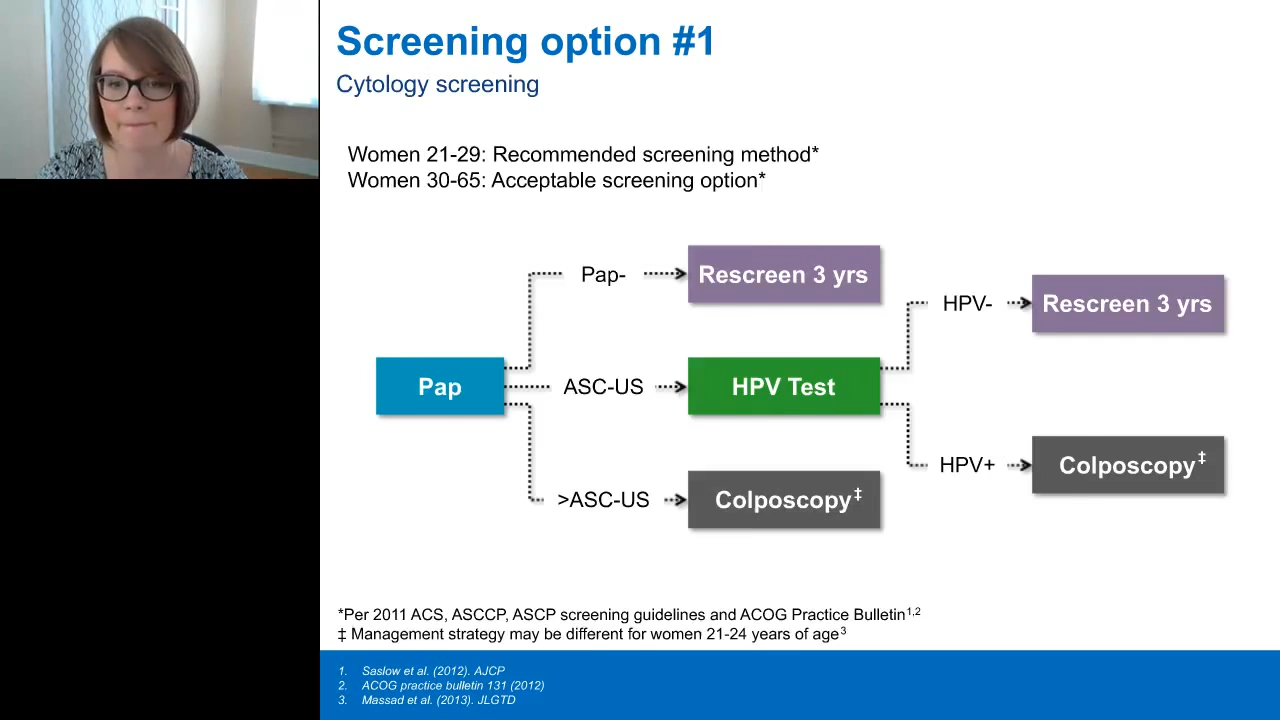 Screening option #1
Cytology screening
Women 21-29: Recommended screening method*
Women 30-65: Acceptable screening option*
Pap- Rescreen 3 yrs
HPV- Rescreen 3 yrs
Pap ASC-US HPV Test
HPV+ Colposcopy‡
>ASC-US Colposcopy‡
*Per 2011 ACS, ASCCP, ASCP screening guidelines and ACOG Practice Bulletin1,2
‡ Management strategy may be different for women 21-24 years of age3
1. Saslow et al. (2012). AJCP
2. ACOG practice bulletin 131 (2012)
3. Massad et al. (2013). JLGTD